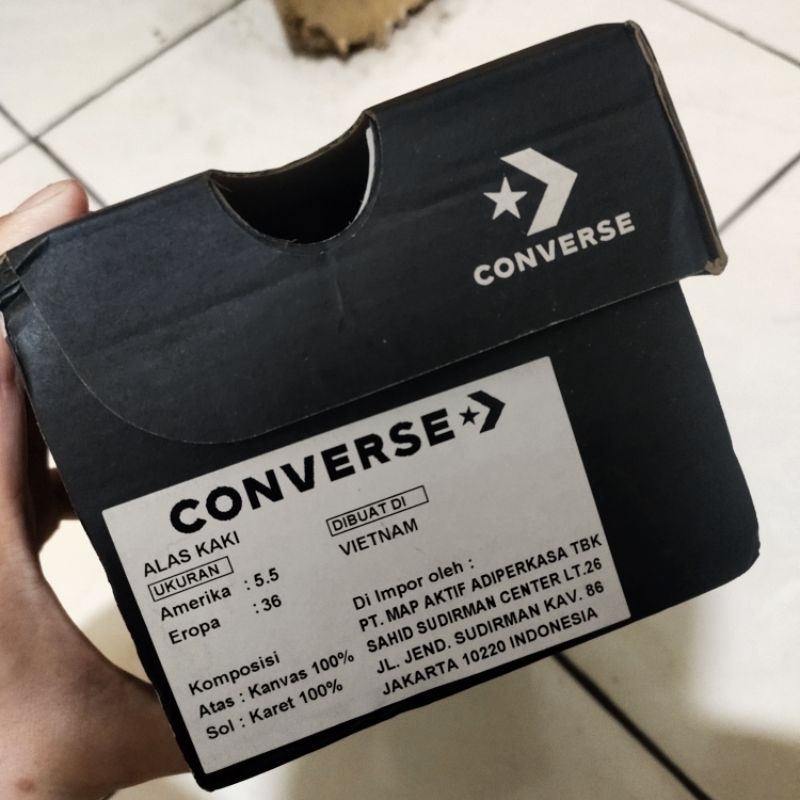 CONVERSE
CONVERSE
ALAS KAKI
UKURAN
Amerika : 5.5
Eropa : 36
Komposisi
Atas : Kanvas 100%
Sol : Karet 100%
DIBUAT DI
VIETNAM
Di Impor oleh :
PT. MAP AKTIF ADIPERKASA TBK
SAHID SUDIRMAN CENTER LT.26
JL. JEND. SUDIRMAN KAV. 86
JAKARTA 10220 INDONESIA